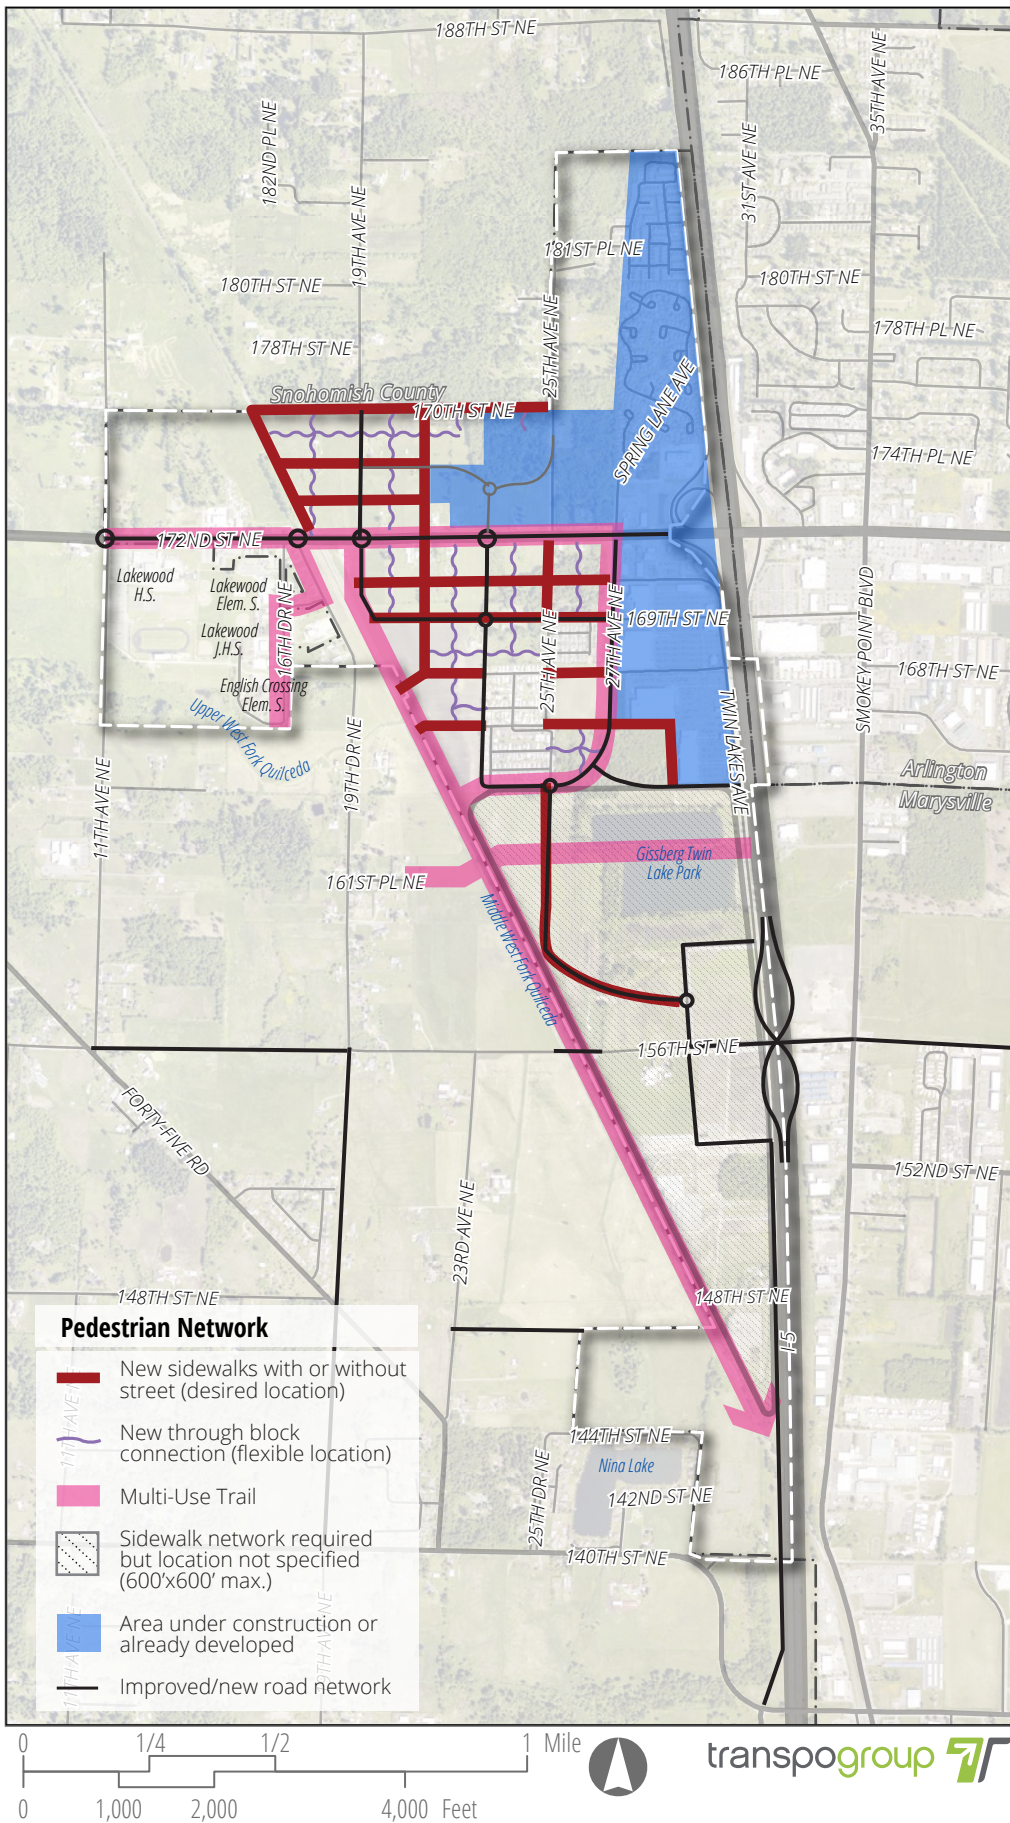 188TH ST NE
186TH PL NE
35TH AVE NE
182ND PL NE
31ST AVE NE
19TH AVE NE
181ST PL NE
180TH ST NE
180TH ST NE
25TH AVE NE
178TH PL NE
178TH ST NE
Snohomish County
170TH ST NE
SPRING LANE AVE
174TH PL NE
172ND ST NE
Lakewood
H.S.
Lakewood
Elem. S.
16TH DR NE
Lakewood
J.H.S.
English Crossing
Elem. S.
25TH AVE NE
27TH AVE NE
169TH ST NE
SMOKEY POINT BLVD
168TH ST NE
Upper West Fork Quilceda
19TH DR NE
TWIN LAKES AVE
Arlington
Marysville
11TH AVE NE
Gissberg Twin
Lake Park
161ST PL NE
Middle West Fork Quilceda
156TH ST NE
FORTY-FIVE RD
152ND ST NE
23RD AVE NE
148TH ST NE
148TH ST NE
I-5
144TH ST NE
Nina Lake
25TH DR NE
142ND ST NE
140TH ST NE
Pedestrian Network
New sidewalks with or without
street (desired location)
New through block
connection (flexible location)
Multi-Use Trail
Sidewalk network required
but location not specified
(600'x600' max.)
Area under construction or
already developed
Improved/new road network
11TH AVE NE
11TH AVE NE
19TH AVE NE
0 1/4 1/2 1 Mile
0 1,000 2,000 4,000 Feet
transpogroup